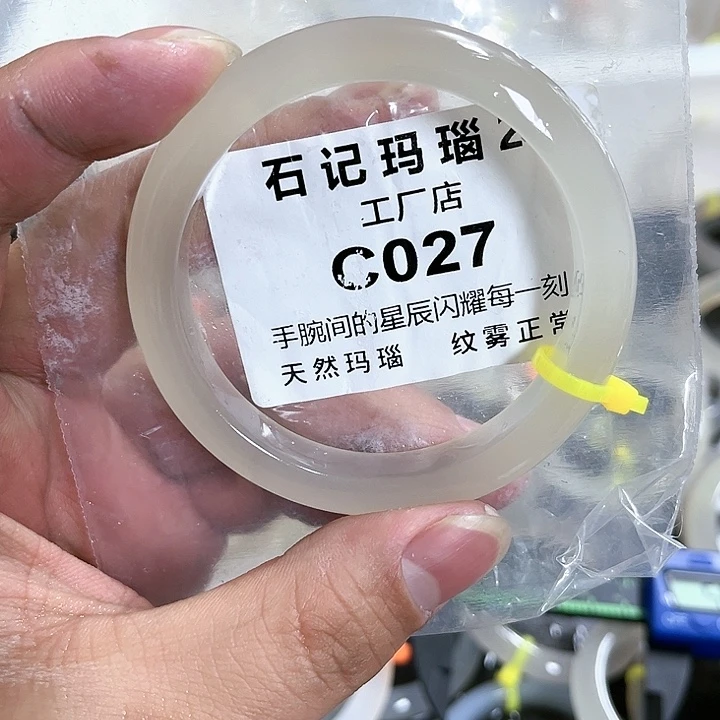 石记玛瑙2
工厂店
C027
手腕间的星辰闪耀每一刻
天然玛瑙 纹雾正常